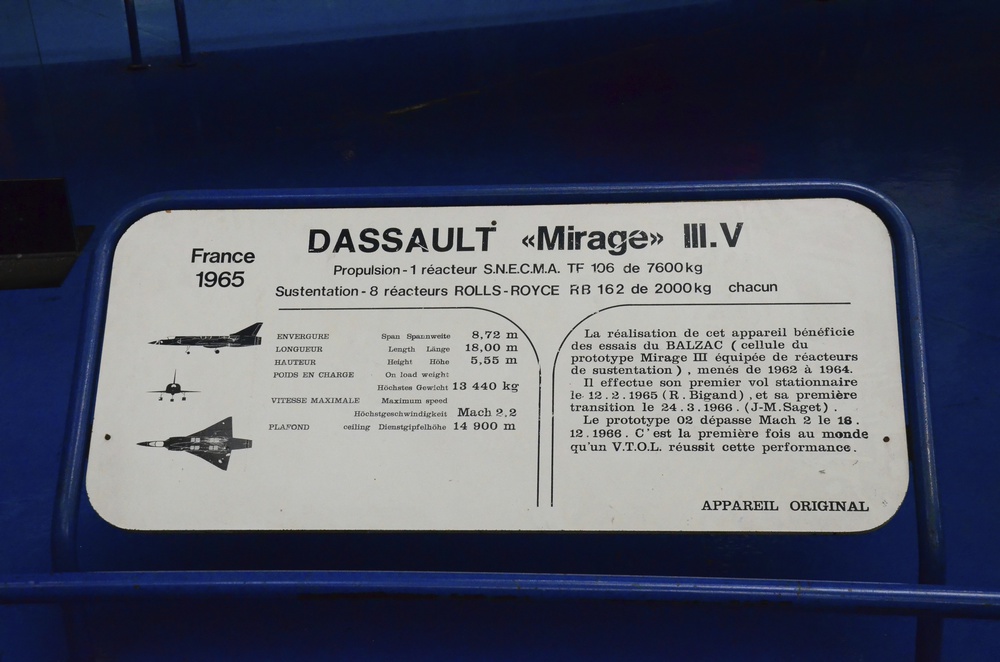 France
1965
DASSAULT «Mirage» III.V
Propulsion - 1 réacteur S.N.E.C.M.A. TF 106 de 7600kg
Sustentation - 8 réacteurs ROLLS-ROYCE RB 162 de 2000kg chacun
ENVERGURE Span Spannweite 8,72 m
LONGUEUR Length Länge 18,00 m
HAUTEUR Height Höhe 5,55 m
POIDS EN CHARGE On load weight
Höchstes Gewicht 13 440 kg
VITESSE MAXIMALE Maximum speed
Höchstgeschwindigkeit Mach 2,2
PLAFOND ceiling Dienstgipfelhöhe 14 900 m
La réalisation de cet appareil bénéficie
des essais du BALZAC ( cellule du
prototype Mirage III équipée de réacteurs
de sustentation ) , menés de 1962 à 1964.
Il effectue son premier vol stationnaire
le 12.2.1965 (R. Bigand) , et sa première
transition le 24.3.1966. (J-M.Saget) .
Le prototype 02 dépasse Mach 2 le 16.
12.1966. C'est la première fois au monde
qu'un V.T.O.L. réussit cette performance.
APPAREIL ORIGINAL